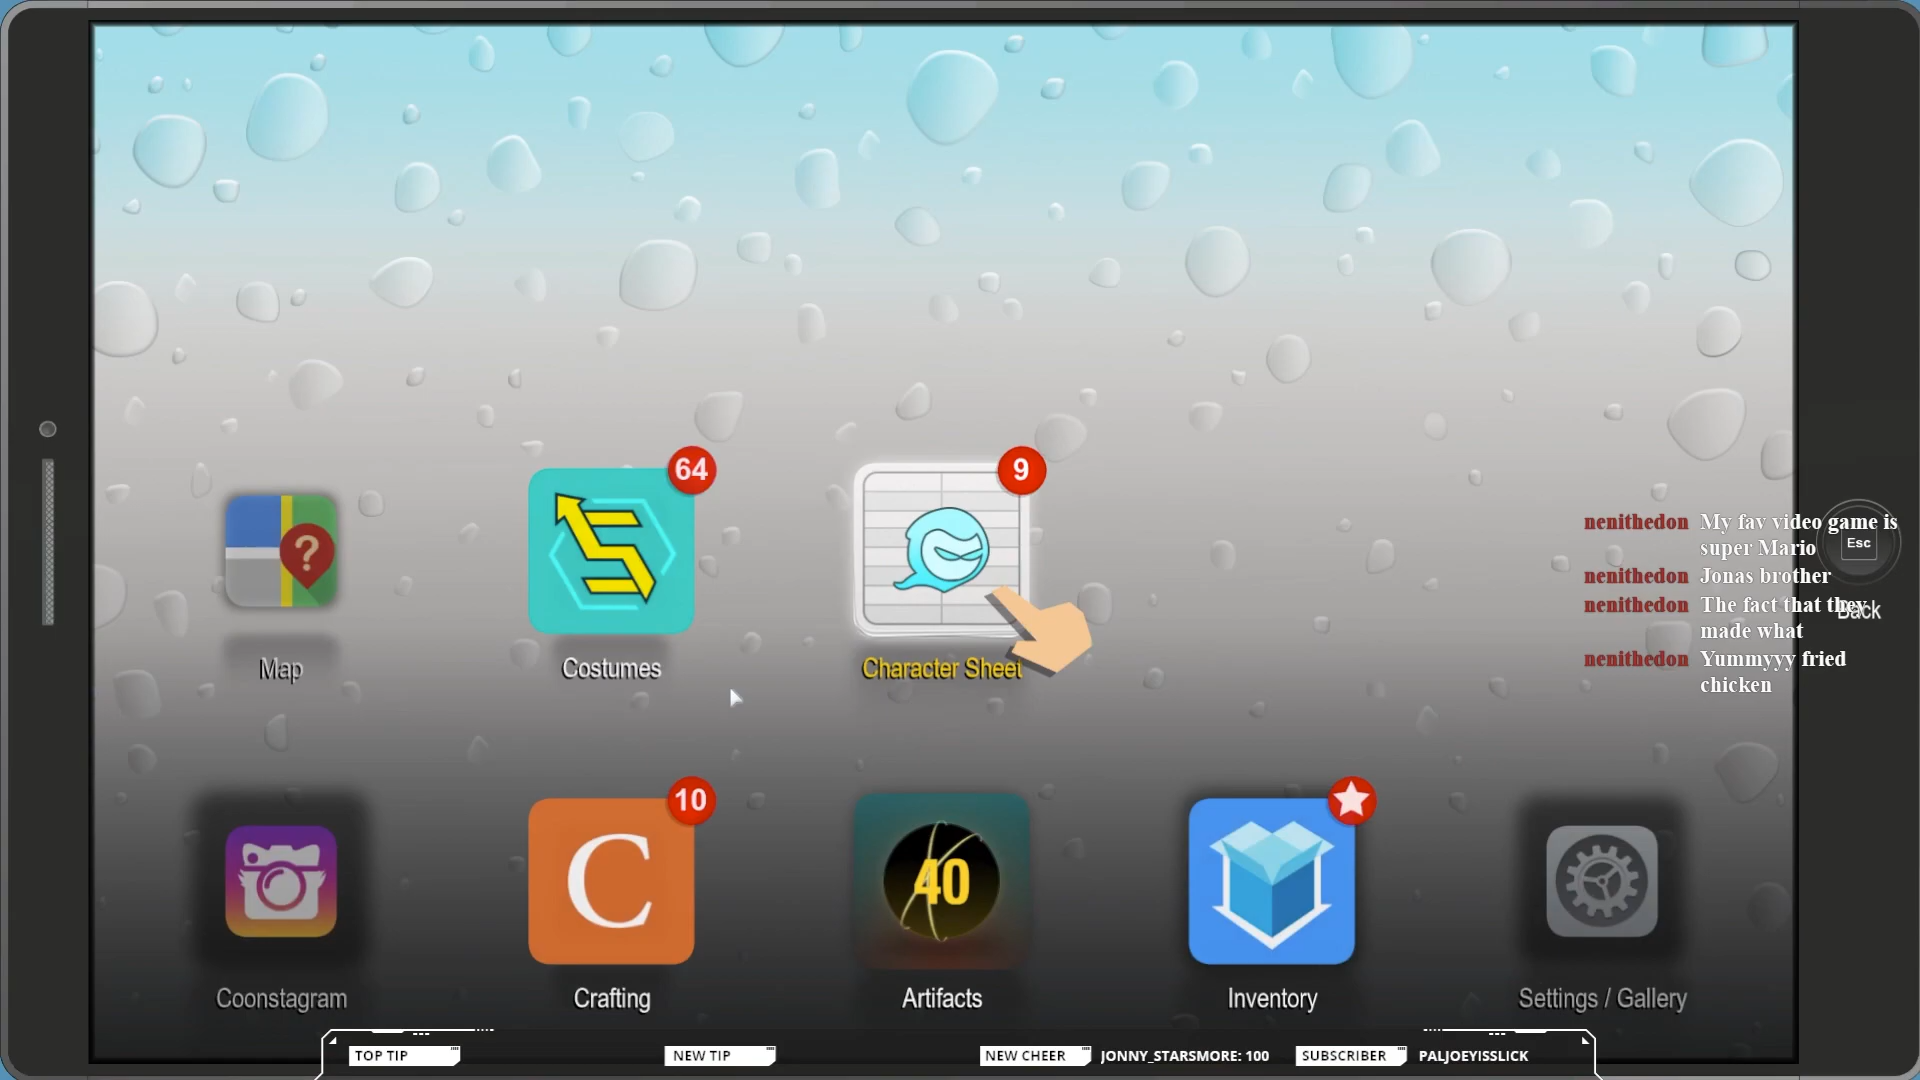 64
9
?
Map
Costumes
Character Sheet
nenithedon My fav video game is
super Mario
nenithedon Jonas brother
nenithedon The fact that they
made what
nenithedon Yummyyy fried
chicken
Esc
Back
10
C
40
Coonstagram
Crafting
Artifacts
Inventory
Settings / Gallery
TOP TIP
NEW TIP
NEW CHEER JONNY_STARSMORE: 100
SUBSCRIBER PALJOEYISSLICK